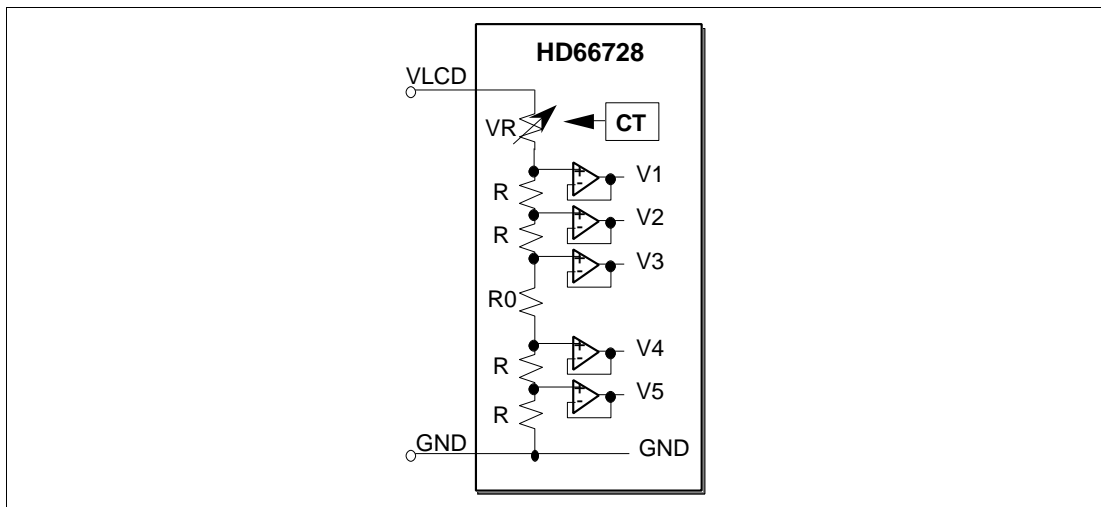 HD66728
VLCD
VR
CT
+
-
V1
R
+
-
V2
R
+
-
V3
R0
+
-
V4
R
+
-
V5
R
GND
GND